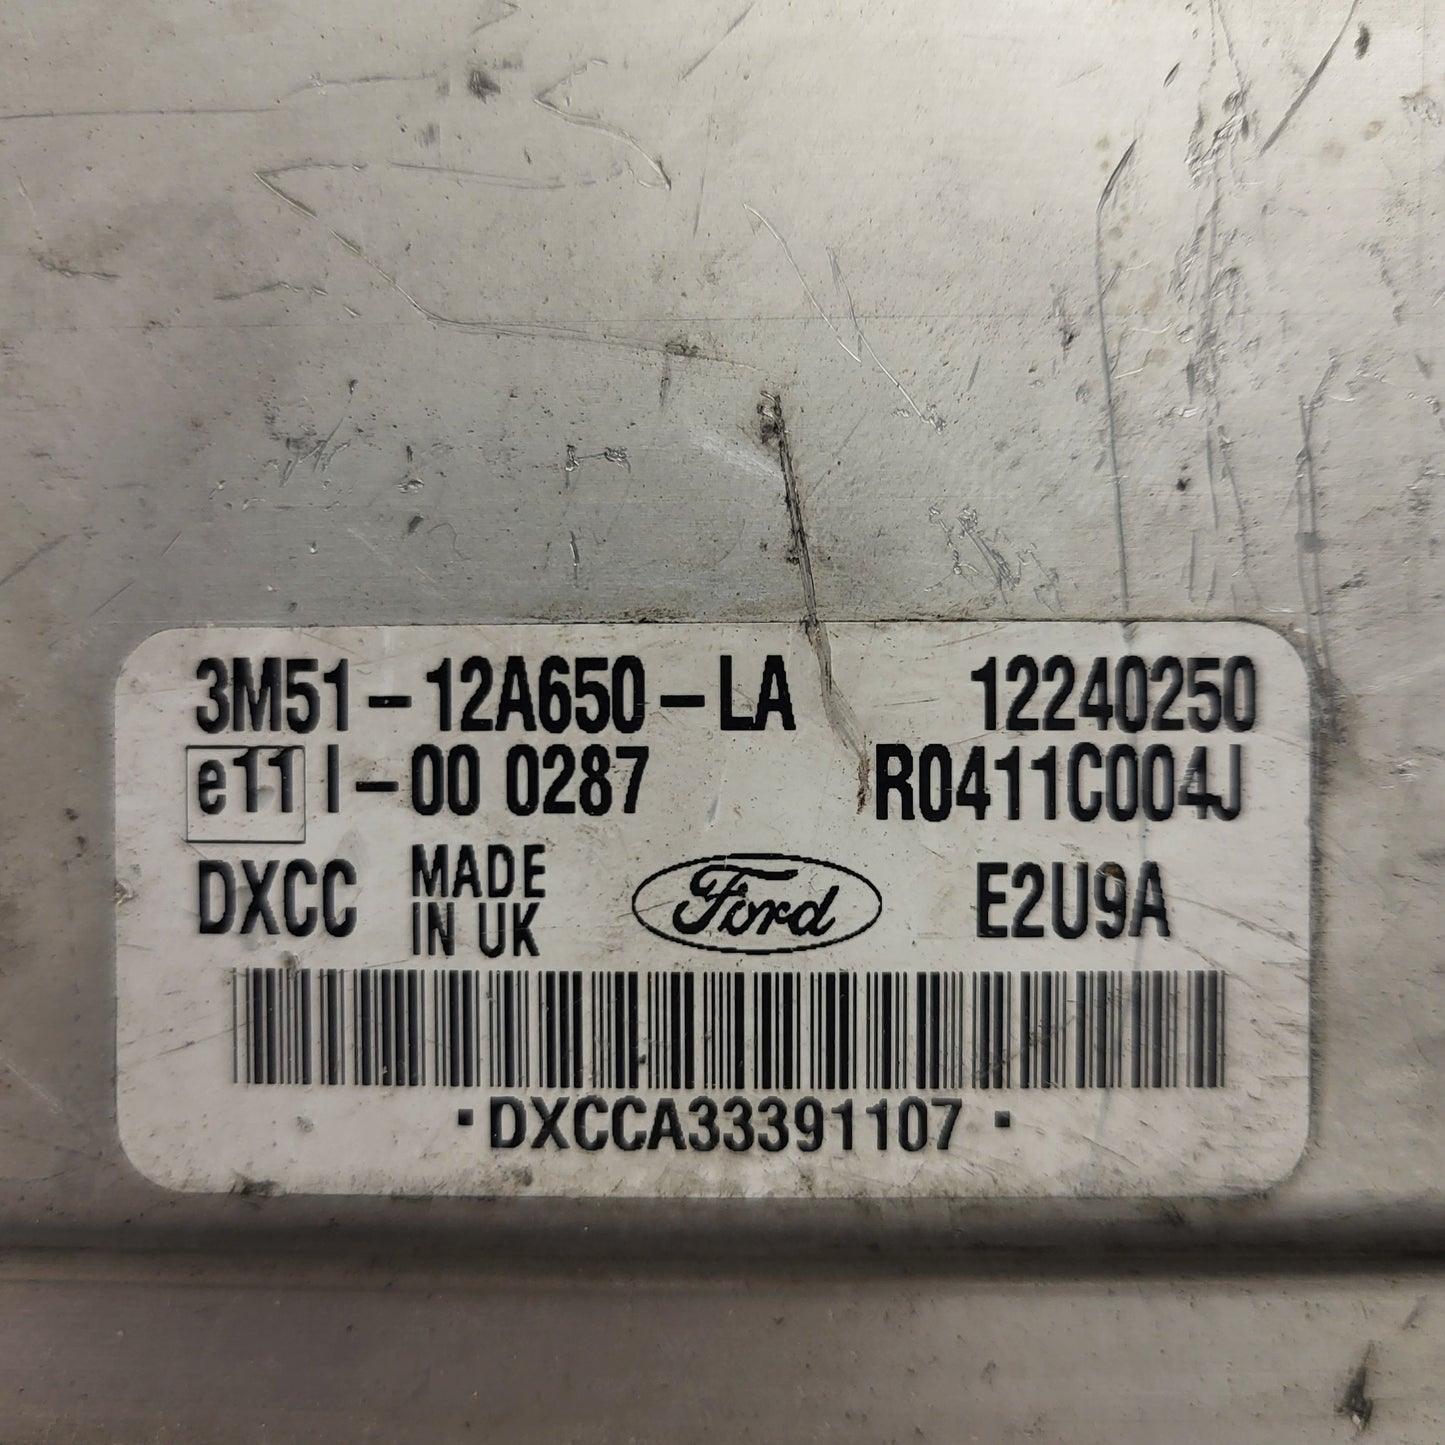 3M51-12A650-LA 12240250
e11 I-00 0287 R0411C004J
DXCC MADE IN UK Ford E2U9A
·DXCCA33391107·